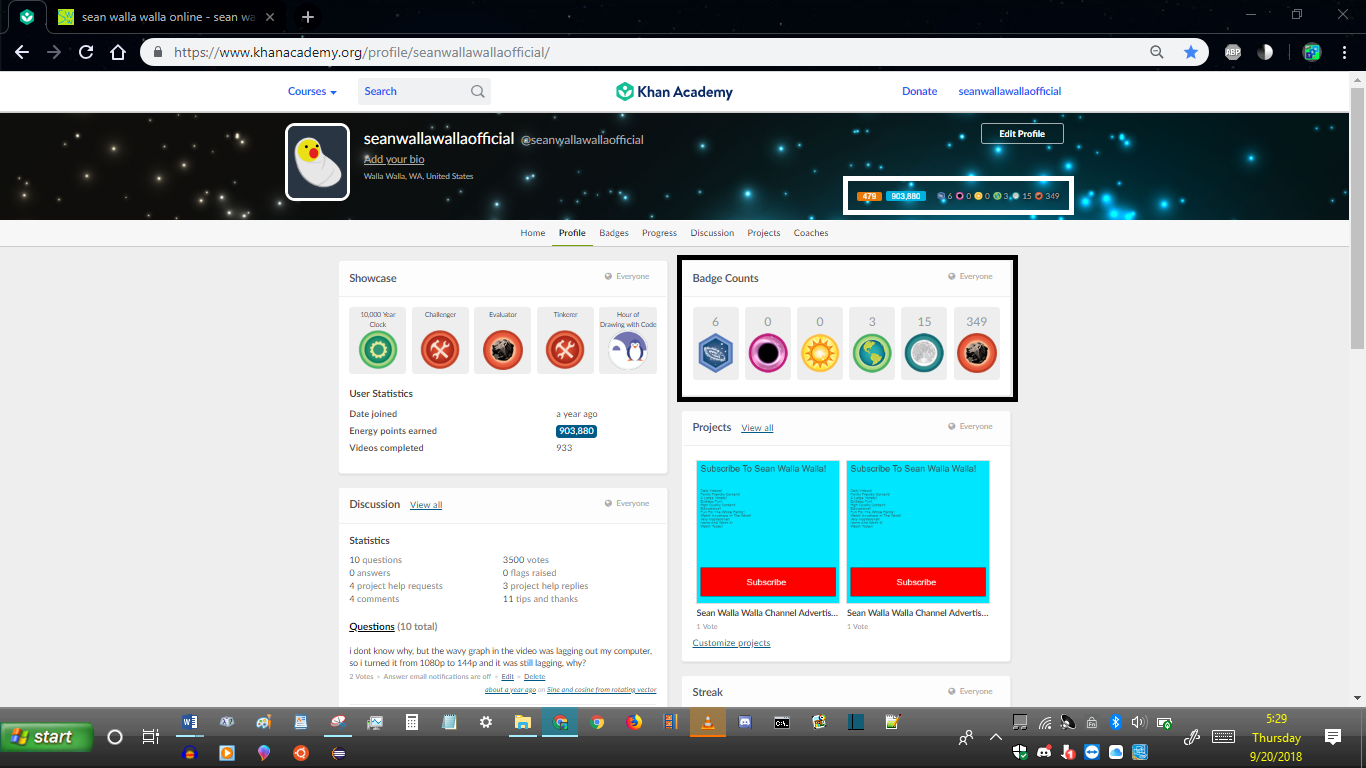 sean walla walla online - sean wa
https://www.khanacademy.org/profile/seanwallawallaofficial/
ABP
Courses
Search
Khan Academy
Donate
seanwallawallaofficial
seanwallawallaofficial @seanwallawallaofficial
Add your bio
Walla Walla, WA, United States
Edit Profile
479 903,880 6 0 0 3 15 349
Home Profile Badges Progress Discussion Projects Coaches
Showcase Everyone
10,000 Year Clock
Challenger
Evaluator
Tinkerer
Hour of Drawing with Code
User Statistics
Date joined a year ago
Energy points earned 903,880
Videos completed 933
Badge Counts Everyone
6 0 0 3 15 349
Projects View all Everyone
Subscribe To Sean Walla Walla!
Subscribe
Sean Walla Walla Channel Advertis...
1 Vote
Subscribe To Sean Walla Walla!
Subscribe
Sean Walla Walla Channel Advertis...
1 Vote
Customize projects
Discussion View all Everyone
Statistics
10 questions 3500 votes
0 answers 0 flags raised
4 project help requests 3 project help replies
4 comments 11 tips and thanks
Questions (10 total)
i dont know why, but the wavy graph in the video was lagging out my computer,
so i turned it from 1080p to 144p and it was still lagging, why?
2 Votes • Answer email notifications are off • Edit • Delete
about a year ago on Sine and cosine from rotating vector
Streak Everyone
start
5:29
Thursday
9/20/2018